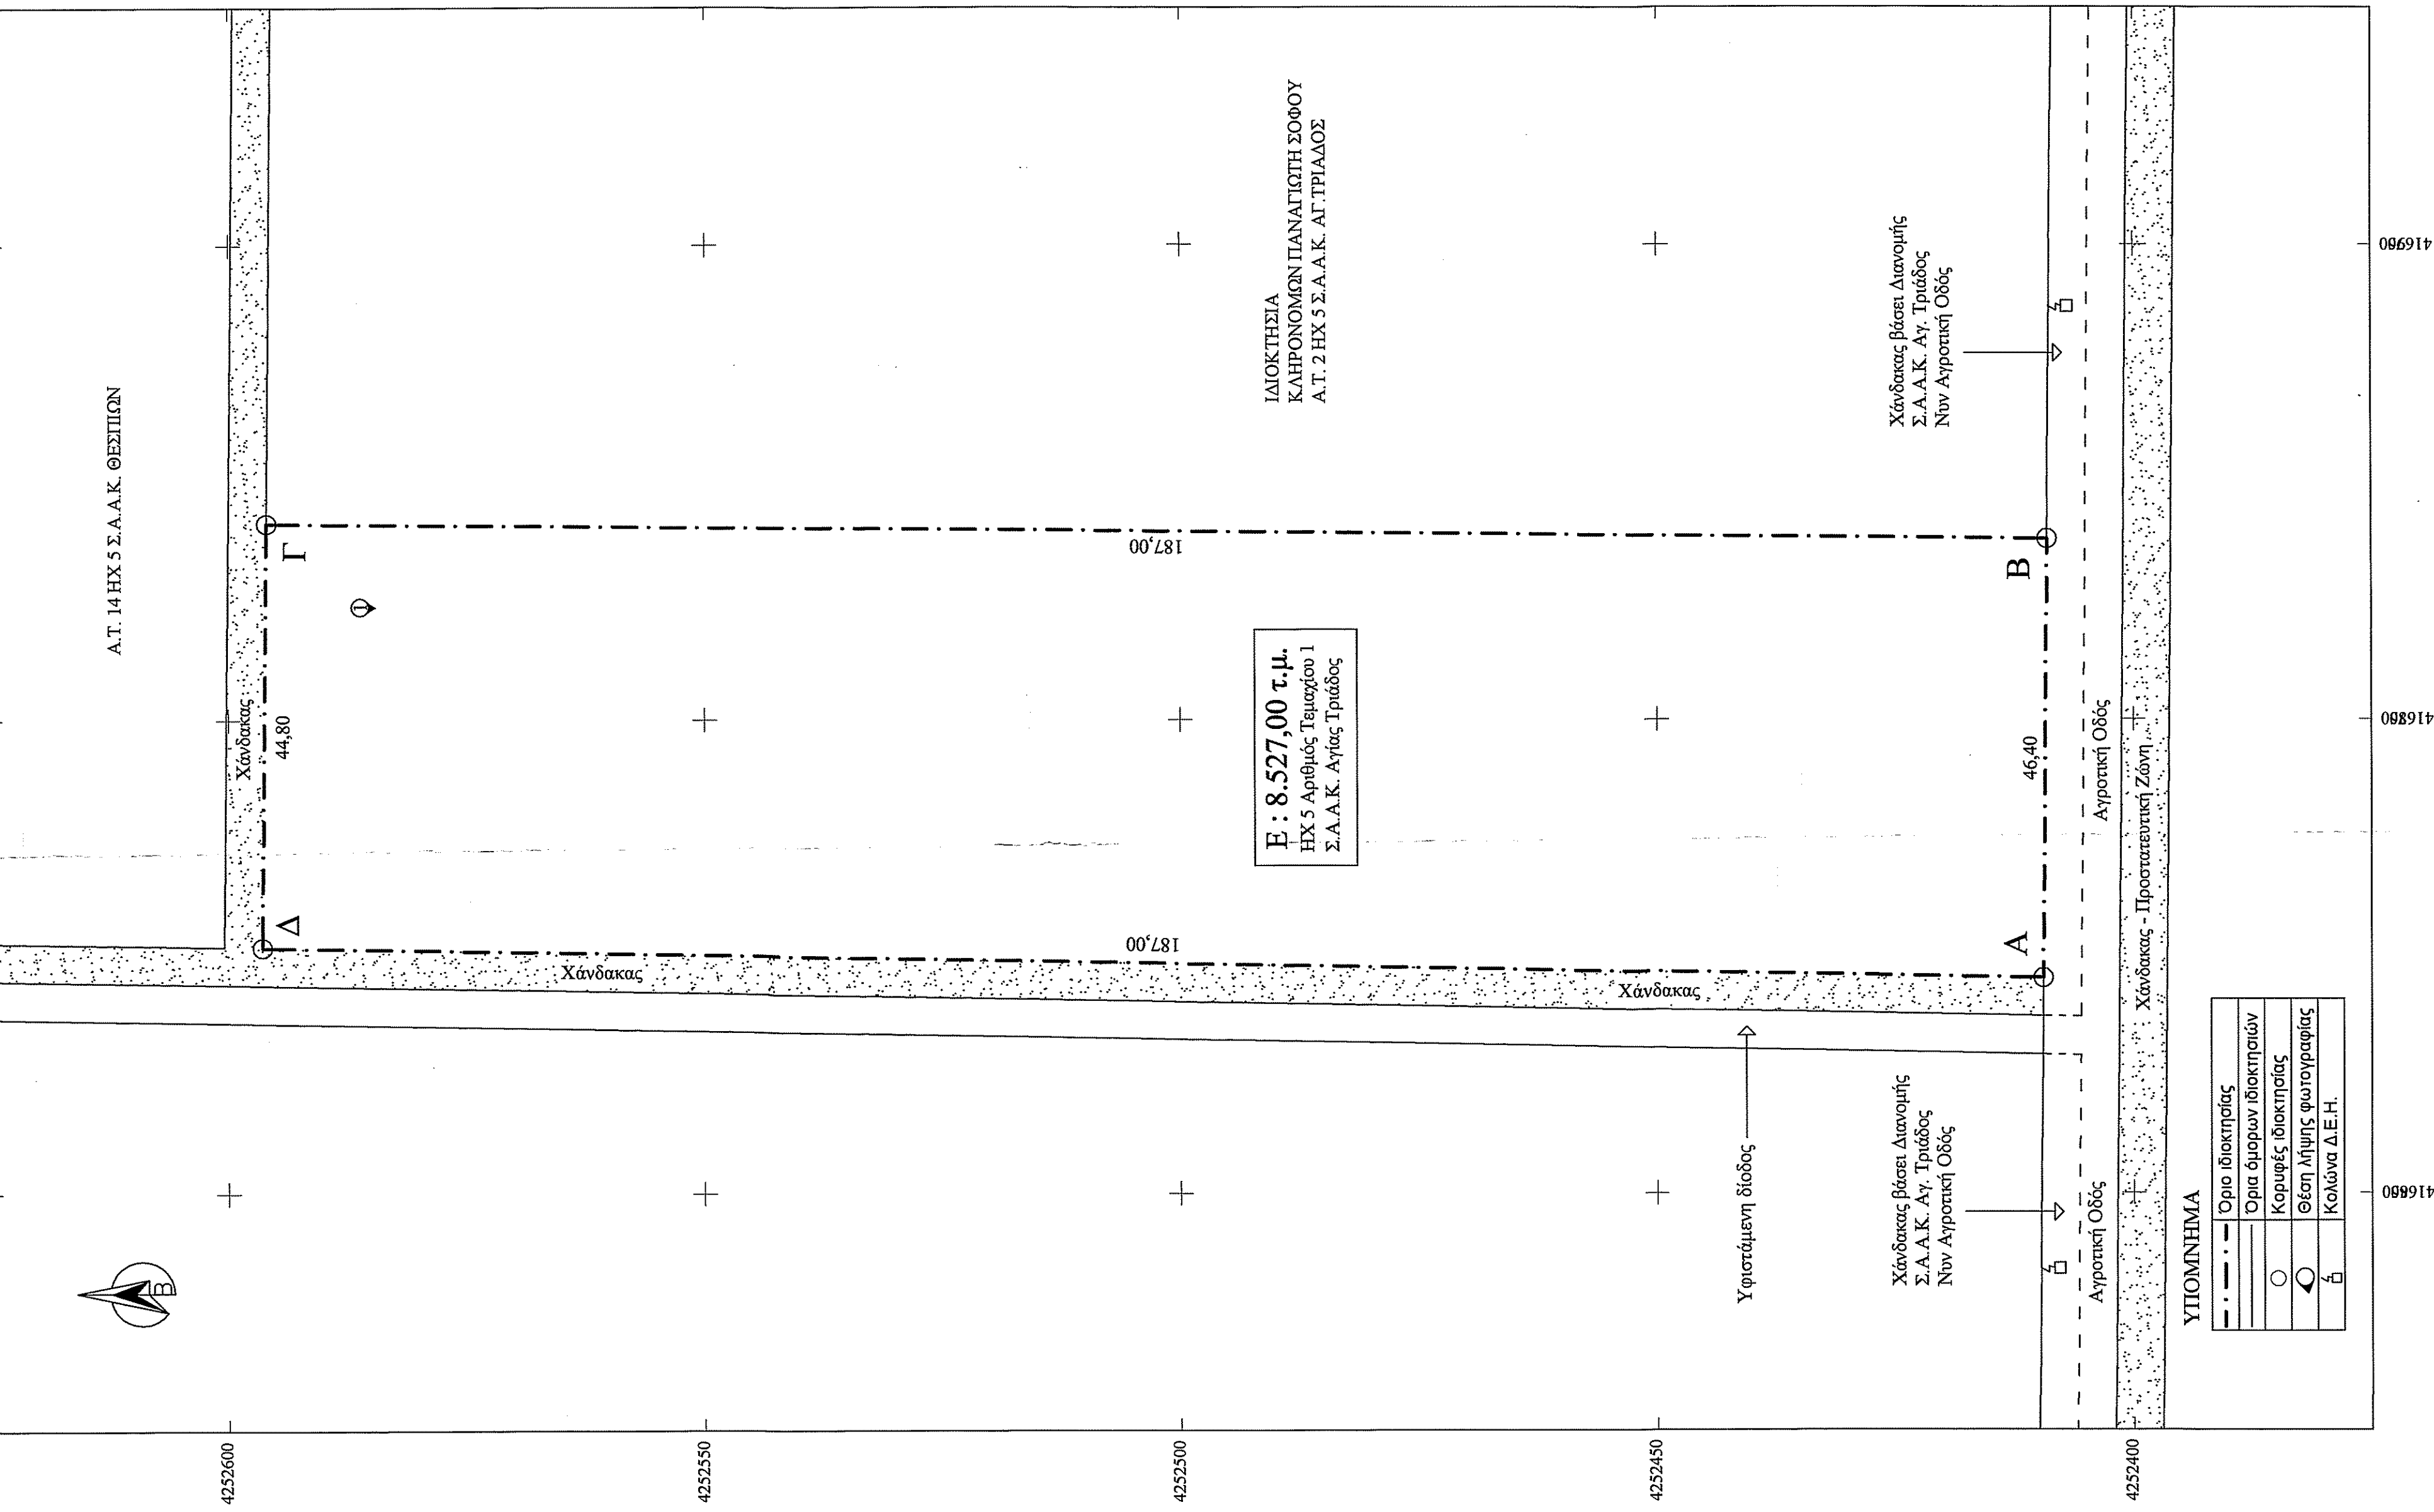 Α.Τ. 14 ΗΧ 5 Σ.Α.Α.Κ. ΘΕΣΠΙΩΝ
Χάνδακας
44,80
Δ
Γ
1
Β
ΙΔΙΟΚΤΗΣΙΑ
ΚΛΗΡΟΝΟΜΩΝ ΠΑΝΑΓΙΩΤΗ ΣΟΦΟΥ
Α.Τ. 2 ΗΧ 5 Σ.Α.Α.Κ. ΑΓ.ΤΡΙΑΔΟΣ
187,00
187,00
Ε : 8.527,00 τ.μ.
ΗΧ 5 Αριθμός Τεμαχίου 1
Σ.Α.Α.Κ. Αγίας Τριάδος
Χάνδακας
Χάνδακας
Υφιστάμενη δίοδος
Χάνδακας βάσει Διανομής
Σ.Α.Α.Κ. Αγ. Τριάδος
Νυν Αγροτική Οδός
Χάνδακας βάσει Διανομής
Σ.Α.Α.Κ. Αγ. Τριάδος
Νυν Αγροτική Οδός
Α
46,40
Β
Αγροτική Οδός
Αγροτική Οδός
Χάνδακας - Προστατευτική Ζώνη
ΥΠΟΜΝΗΜΑ
Όριο ιδιοκτησίας
Όρια όμορων ιδιοκτησιών
Κορυφές ιδιοκτησίας
Θέση λήψης φωτογραφίας
Κολώνα Δ.Ε.Η.
4252600
4252550
4252500
4252450
4252400